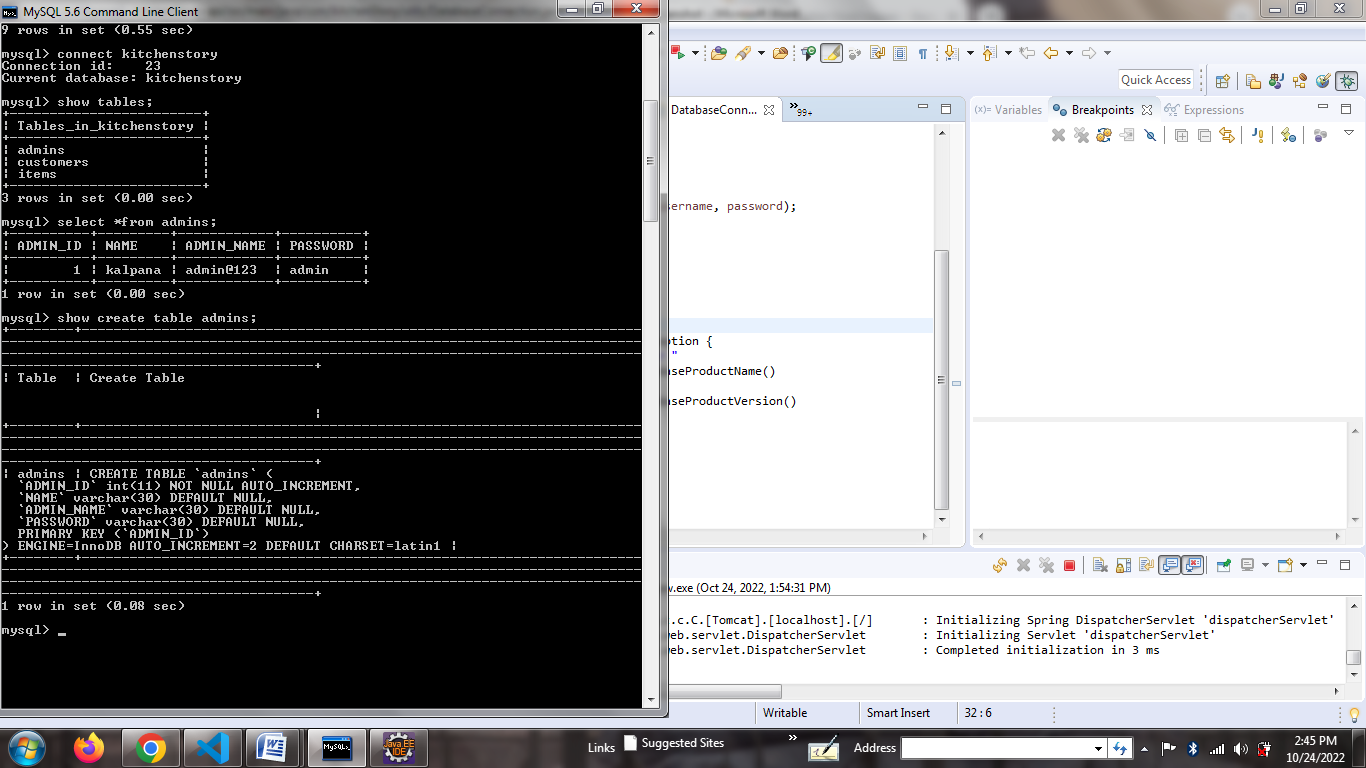 MySQL 5.6 Command Line Client
9 rows in set (0.55 sec)
mysql> connect kitchenstory
Connection id:    23
Current database: kitchenstory
mysql> show tables;
+------------------------+
| Tables_in_kitchenstory |
+------------------------+
| admins                 |
| customers              |
| items                  |
+------------------------+
3 rows in set (0.00 sec)
mysql> select *from admins;
+----------+---------+------------+----------+
| ADMIN_ID | NAME    | ADMIN_NAME | PASSWORD |
+----------+---------+------------+----------+
|        1 | kalpana | admin@123  | admin    |
+----------+---------+------------+----------+
1 row in set (0.00 sec)
mysql> show create table admins;
| Table  | Create Table
|
| admins | CREATE TABLE `admins` (
`ADMIN_ID` int(11) NOT NULL AUTO_INCREMENT,
`NAME` varchar(30) DEFAULT NULL,
`ADMIN_NAME` varchar(30) DEFAULT NULL,
`PASSWORD` varchar(30) DEFAULT NULL,
PRIMARY KEY (`ADMIN_ID`)
) ENGINE=InnoDB AUTO_INCREMENT=2 DEFAULT CHARSET=latin1 |
1 row in set (0.08 sec)
mysql> _
Quick Access
DatabaseConn...
»99+
(x)= Variables
Breakpoints
Expressions
ername, password);
tion {
"
aseProductName()
aseProductVersion()
w.exe (Oct 24, 2022, 1:54:31 PM)
.c.C.[Tomcat].[localhost].[/]       : Initializing Spring DispatcherServlet 'dispatcherServlet'
eb.servlet.DispatcherServlet        : Initializing Servlet 'dispatcherServlet'
eb.servlet.DispatcherServlet        : Completed initialization in 3 ms
Writable
Smart Insert
32 : 6
W
MySQL
Java EE
IDE
Links
Suggested Sites
»
Address
2:45 PM
10/24/2022